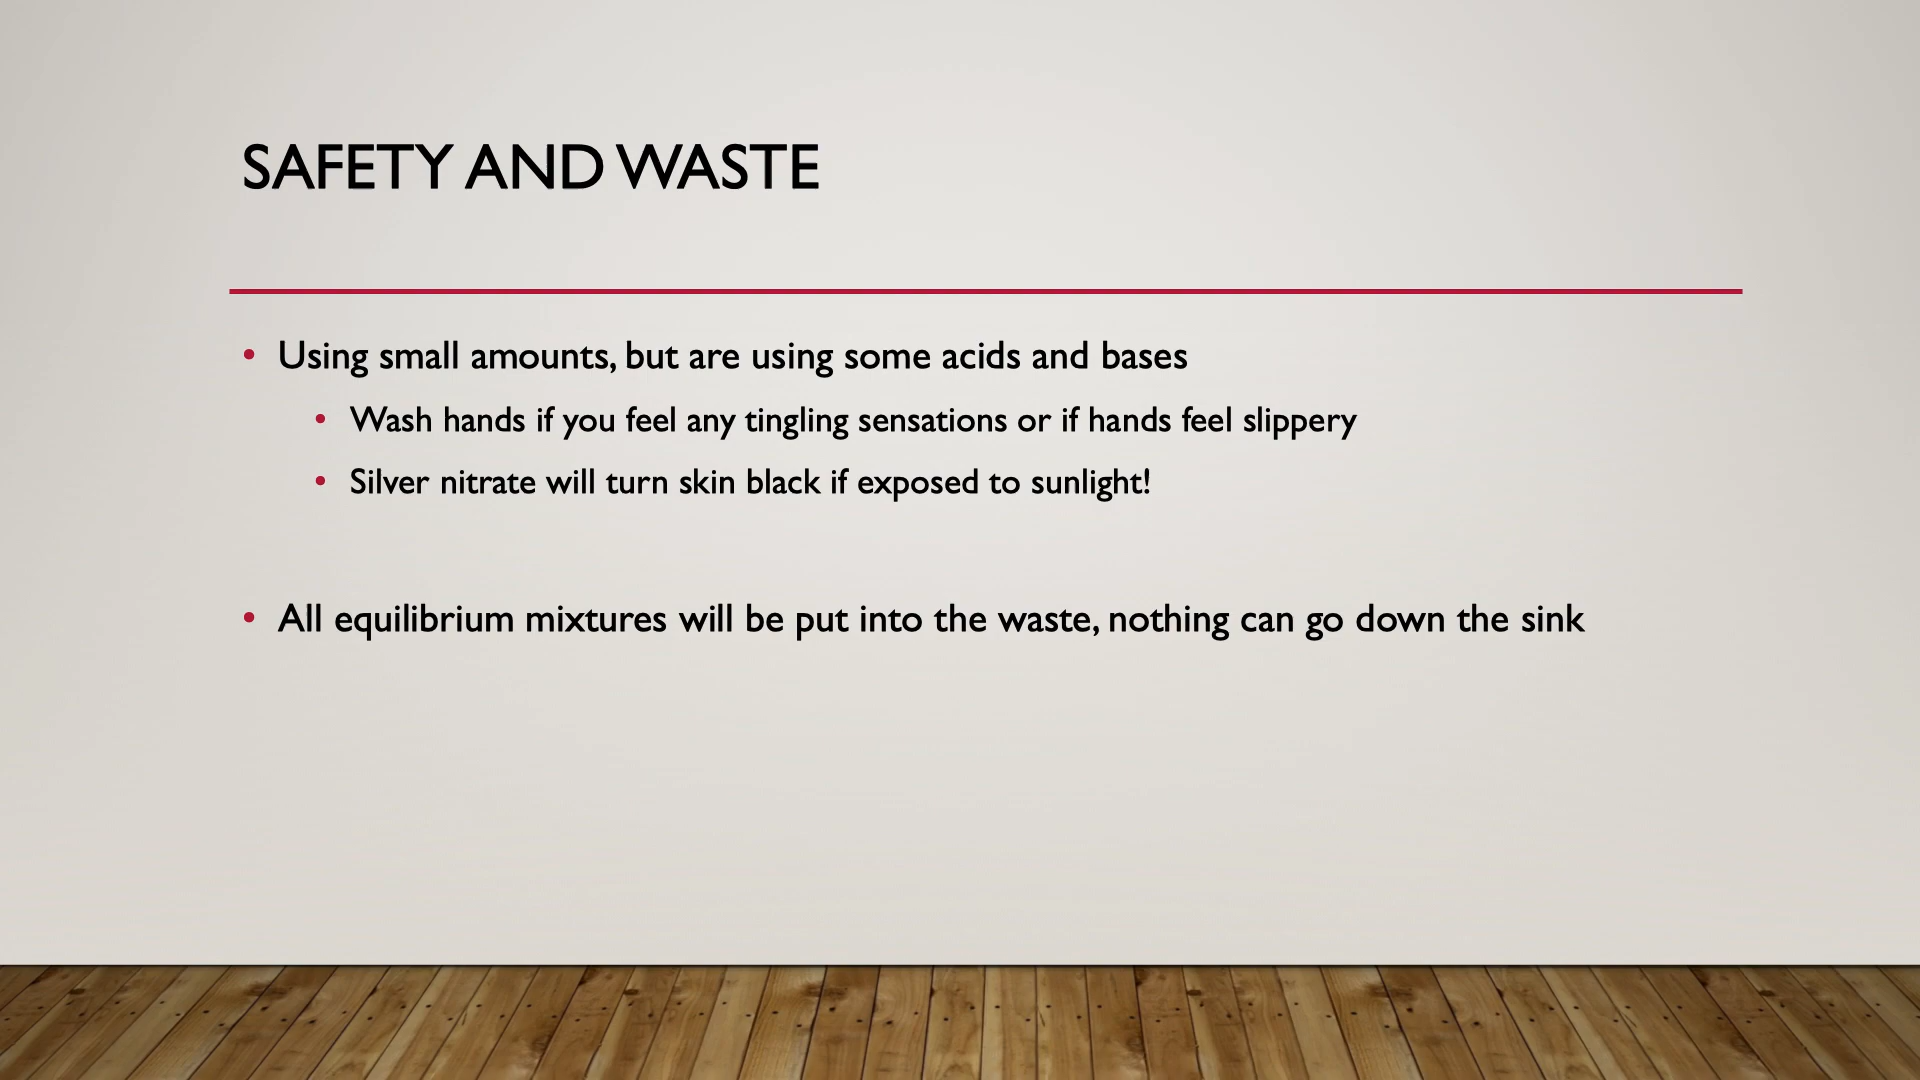 SAFETY AND WASTE
• Using small amounts, but are using some acids and bases
• Wash hands if you feel any tingling sensations or if hands feel slippery
• Silver nitrate will turn skin black if exposed to sunlight!
• All equilibrium mixtures will be put into the waste, nothing can go down the sink